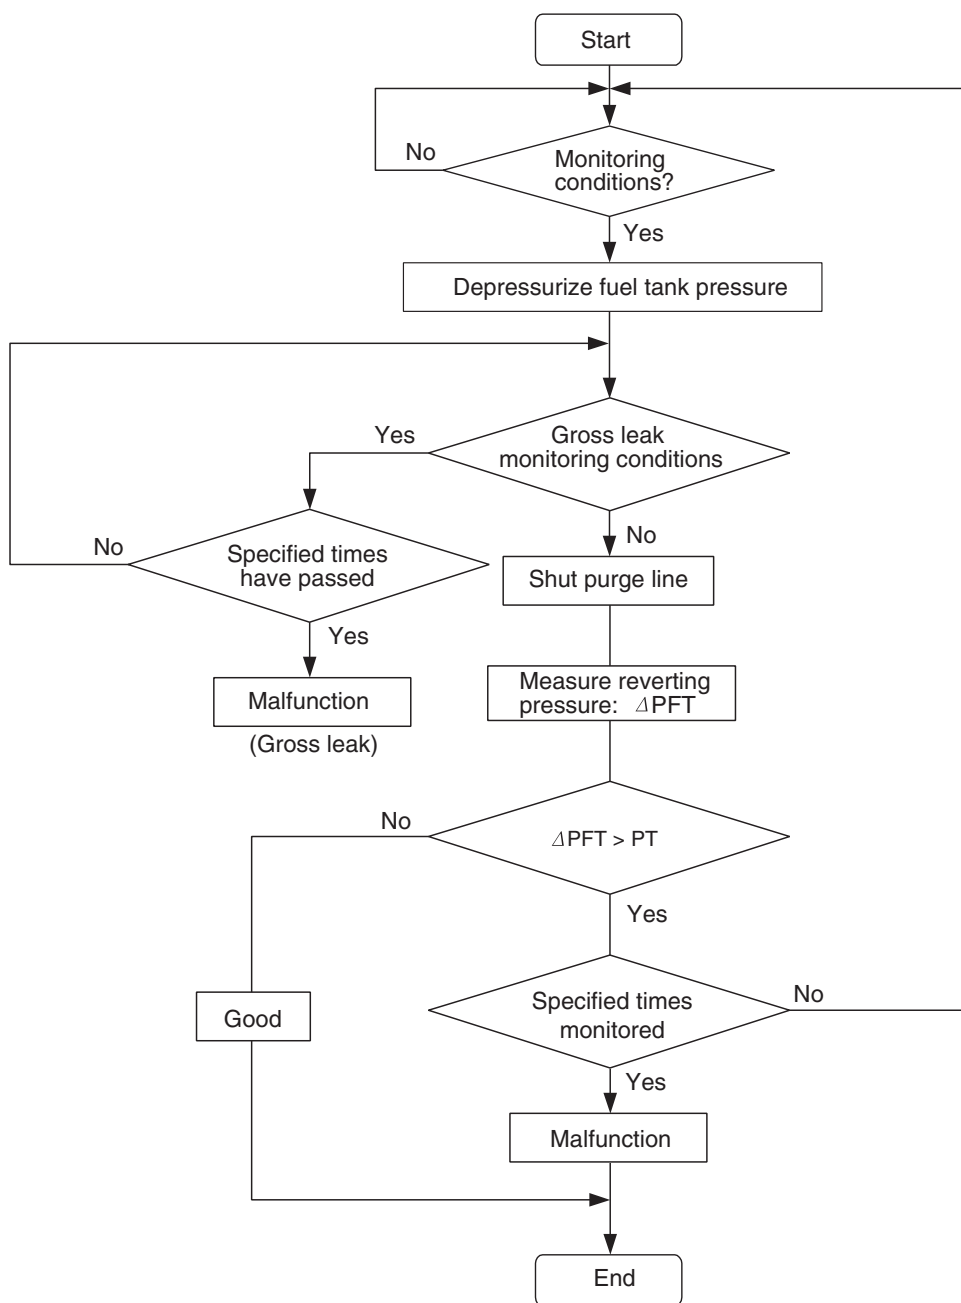 Start
No
Monitoring
conditions?
Yes
Depressurize fuel tank pressure
Yes
Gross leak
monitoring conditions
No
Specified times
have passed
No
Shut purge line
Yes
Malfunction
(Gross leak)
Measure reverting
pressure: ΔPFT
No
ΔPFT > PT
Yes
Good
Specified times
monitored
No
Yes
Malfunction
End